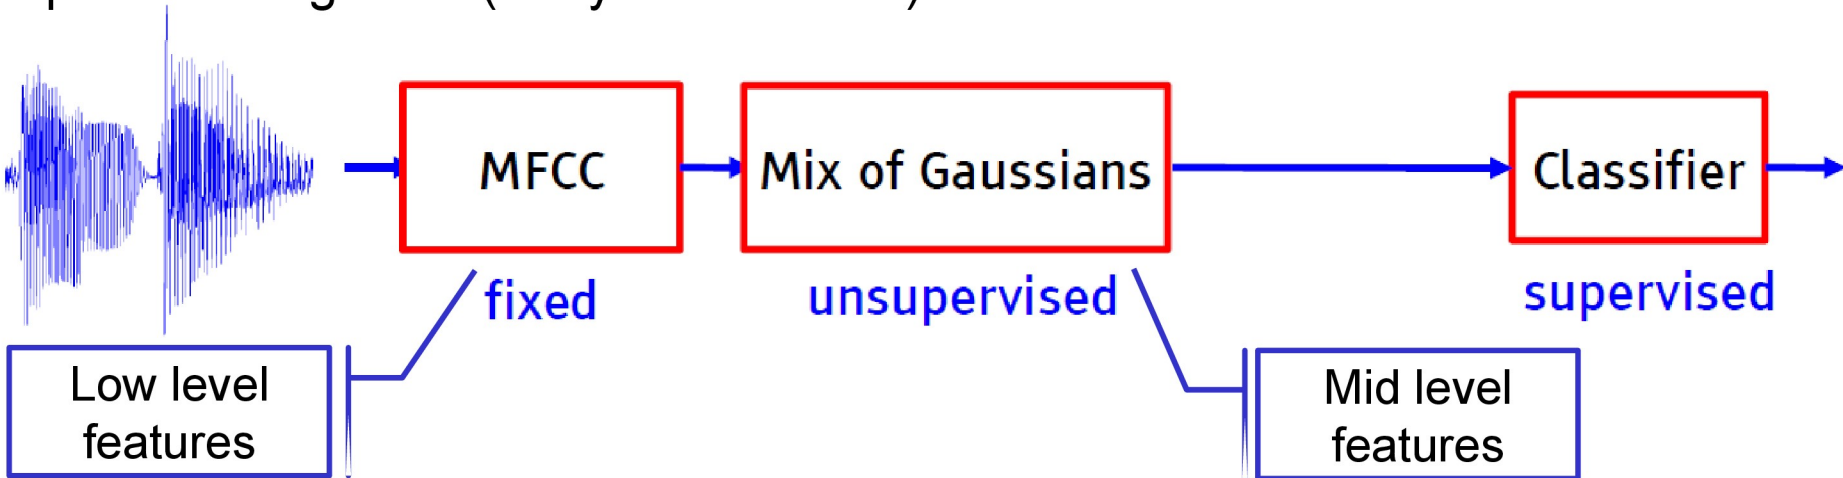 MFCC
Mix of Gaussians
Classifier
fixed
unsupervised
supervised
Low level
features
Mid level
features